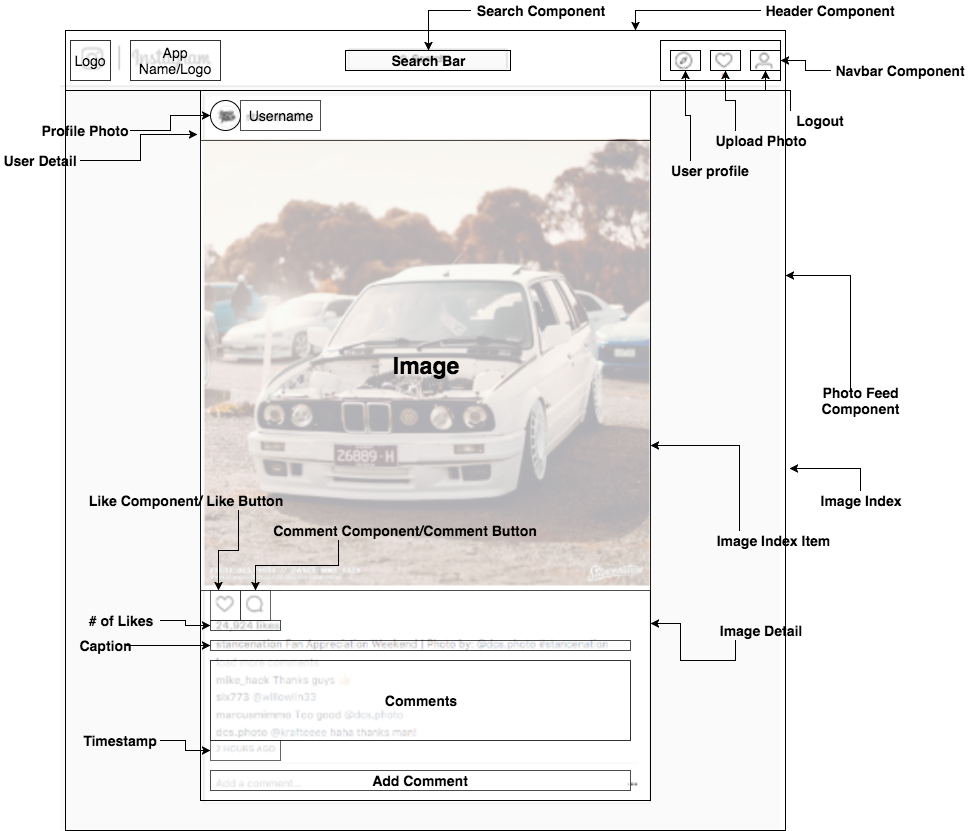 Search Component
Header Component
Logo
Instagram
App
Name/Logo
Search Bar
Navbar Component
Logout
Upload Photo
User profile
Profile Photo
Username
User Detail
Image
26889·H
Photo Feed
Component
Image Index
Image Index Item
Like Component/ Like Button
Comment Component/Comment Button
# of Likes
24,924 likes
Image Detail
Caption
stancenation Fan Appreciation Weekend | Photo by: @dcs.photo #stancenation
load more comments
mike_hack Thanks guys
six773 @willowlin33
Comments
marcusmimmo Too good @dcs.photo
dcs.photo @krafteeee haha thanks man!
Timestamp
2 HOURS AGO
Add a comment...
Add Comment